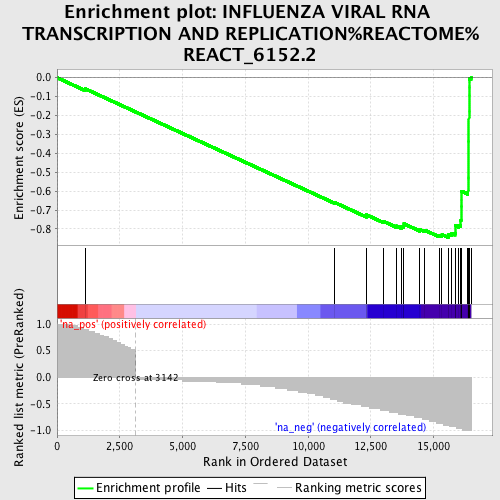 Enrichment plot: INFLUENZA VIRAL RNA
TRANSCRIPTION AND REPLICATION%REACTOME%
REACT_6152.2
Enrichment score (ES)
0.0
-0.1
-0.2
-0.3
-0.4
-0.5
-0.6
-0.7
-0.8
Ranked list metric (PreRanked)
1.0
0.5
0.0
-0.5
-1.0
'na_pos' (positively correlated)
Zero cross at 3142
'na_neg' (negatively correlated)
0
2,500
5,000
7,500
10,000
12,500
15,000
Rank in Ordered Dataset
Enrichment profile
Hits
Ranking metric scores